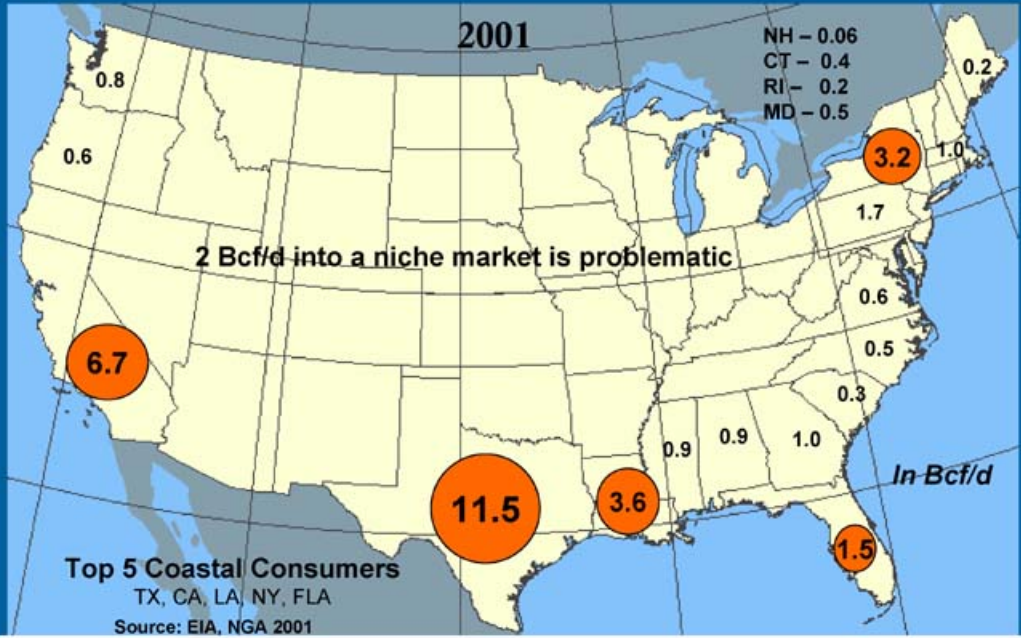 2001
NH – 0.06
CT – 0.4
RI – 0.2
MD – 0.5
0.8
0.2
0.6
3.2
1.0
1.7
2 Bcf/d into a niche market is problematic
0.6
0.5
6.7
0.3
0.9
0.9
1.0
In Bcf/d
11.5
3.6
1.5
Top 5 Coastal Consumers
TX, CA, LA, NY, FLA
Source: EIA, NGA 2001